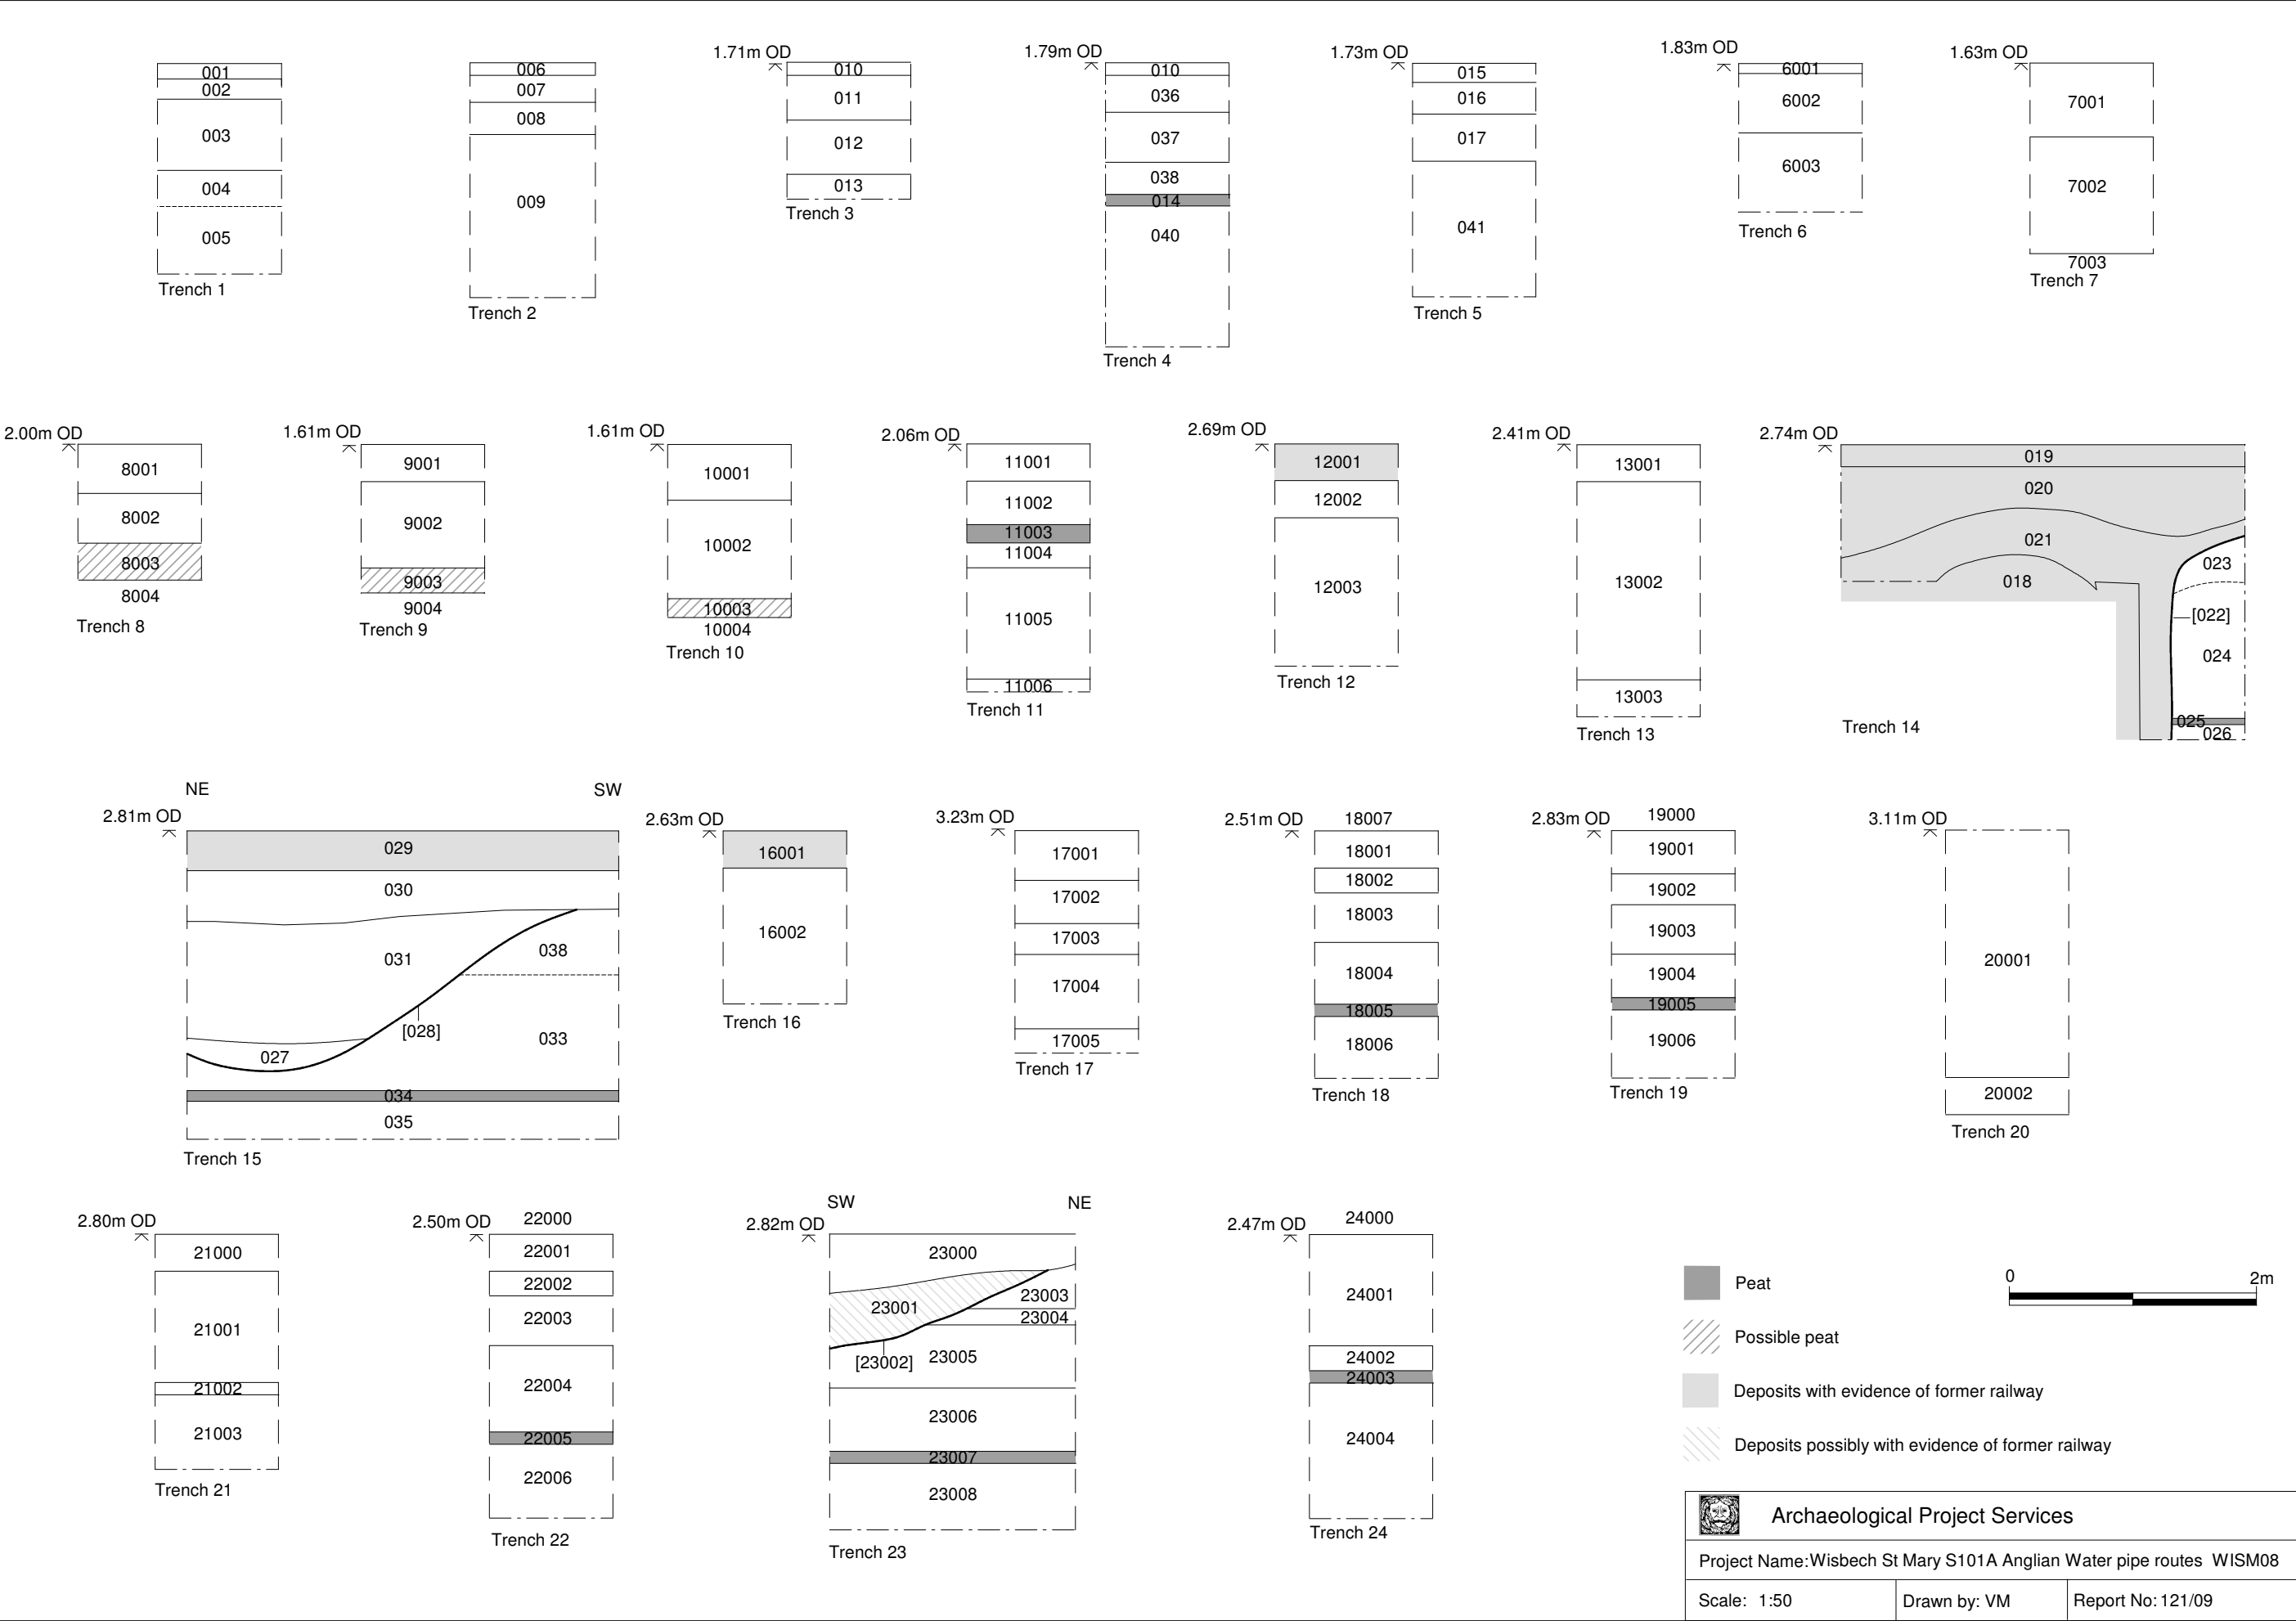 1.71m OD
1.79m OD
1.73m OD
1.83m OD
1.63m OD
001
002
003
004
005
Trench 1
006
007
008
009
Trench 2
010
011
012
013
Trench 3
010
036
037
038
014
040
Trench 4
015
016
017
041
Trench 5
6001
6002
6003
Trench 6
7001
7002
7003
Trench 7
2.00m OD
8001
8002
8003
8004
Trench 8
1.61m OD
9001
9002
9003
9004
Trench 9
1.61m OD
10001
10002
10003
10004
Trench 10
2.06m OD
11001
11002
11003
11004
11005
11006
Trench 11
2.69m OD
12001
12002
12003
Trench 12
2.41m OD
13001
13002
13003
Trench 13
2.74m OD
019
020
021
018
023
[022]
024
025
026
Trench 14
NE
SW
2.81m OD
029
030
031
038
[028]
027
033
034
035
Trench 15
2.63m OD
16001
16002
Trench 16
3.23m OD
17001
17002
17003
17004
17005
Trench 17
2.51m OD
18007
18001
18002
18003
18004
18005
18006
Trench 18
2.83m OD
19000
19001
19002
19003
19004
19005
19006
Trench 19
3.11m OD
20001
20002
Trench 20
2.80m OD
21000
21001
21002
21003
Trench 21
2.50m OD
22000
22001
22002
22003
22004
22005
22006
Trench 22
SW
NE
2.82m OD
23000
23001
23003
23004
[23002]
23005
23006
23007
23008
Trench 23
2.47m OD
24000
24001
24002
24003
24004
Trench 24
Peat
Possible peat
Deposits with evidence of former railway
Deposits possibly with evidence of former railway
0
2m
Archaeological Project Services
Project Name:Wisbech St Mary S101A Anglian Water pipe routes WISM08
Scale: 1:50
Drawn by: VM
Report No: 121/09